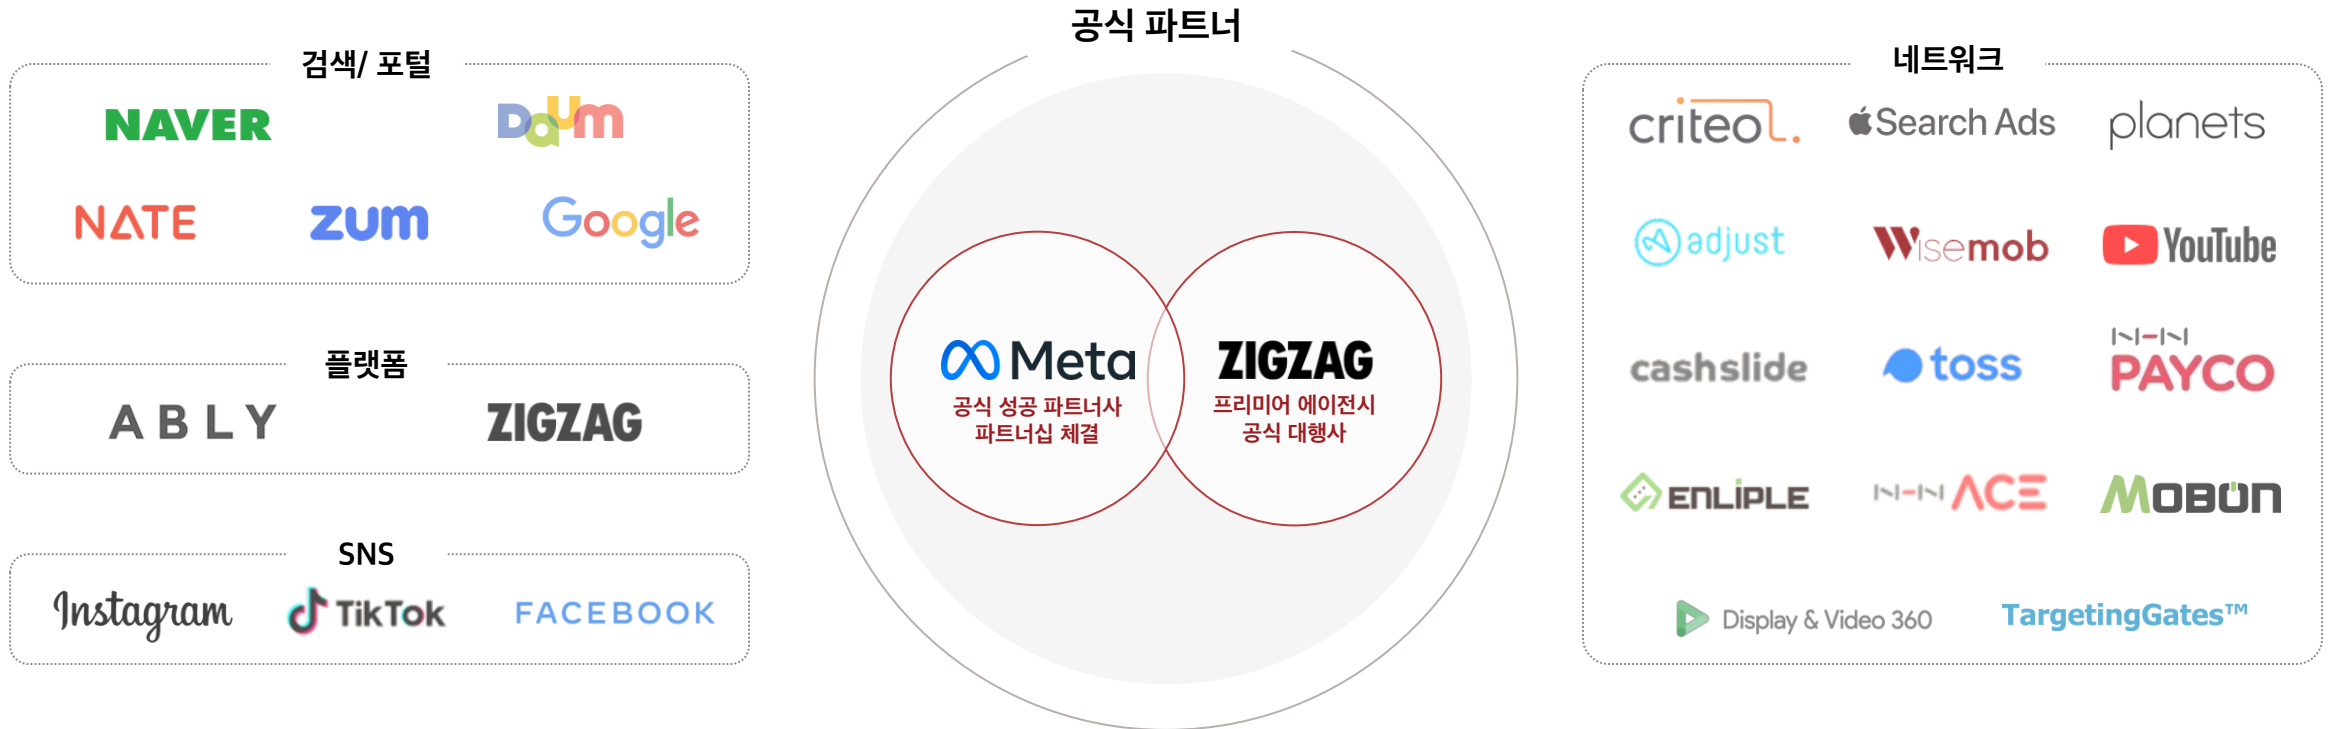 검색/ 포털
NAVER
Daum
NATE
zum
Google
플랫폼
ABLY
ZIGZAG
SNS
Instagram
TikTok
FACEBOOK
공식 파트너
Meta
공식 성공 파트너사
파트너십 체결
ZIGZAG
프리미어 에이전시
공식 대행사
네트워크
criteo
Search Ads
planets
adjust
Wisemob
YouTube
cashslide
toss
NHN
PAYCO
ENLIPLE
NHN ACE
MOBON
Display & Video 360
TargetingGates™